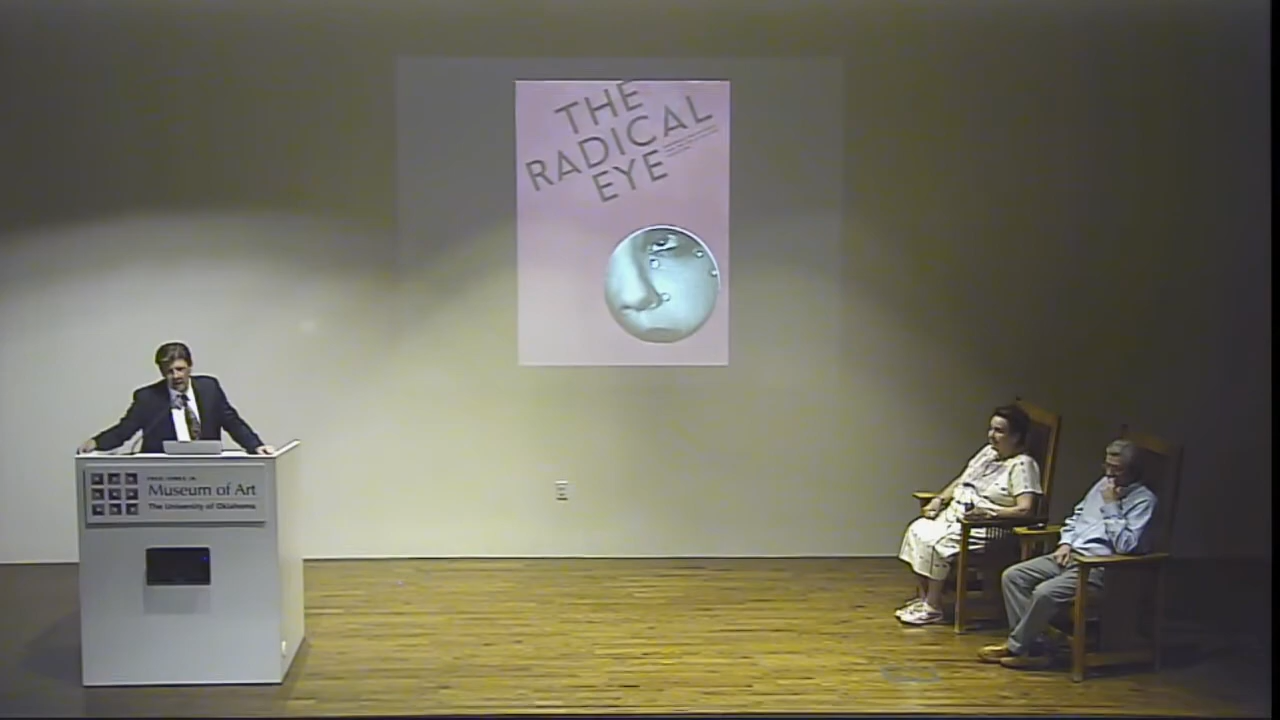 THE
RADICAL
EYE
Museum of Art
The University of Oklahoma